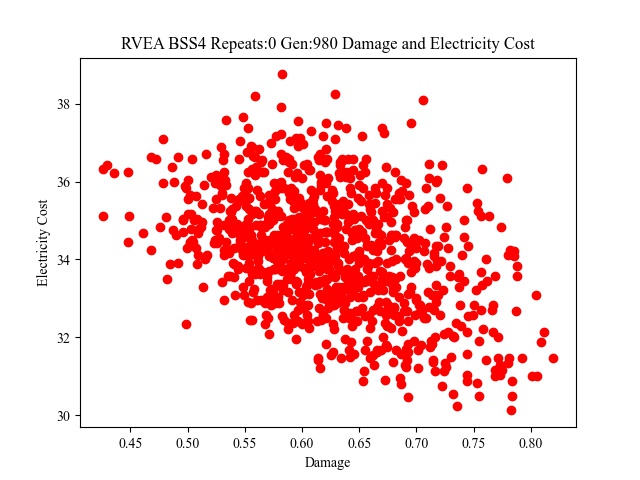 RVEA BSS4 Repeats:0 Gen:980 Damage and Electricity Cost
38
36
34
32
30
Electricity Cost
0.45 0.50 0.55 0.60 0.65 0.70 0.75 0.80
Damage